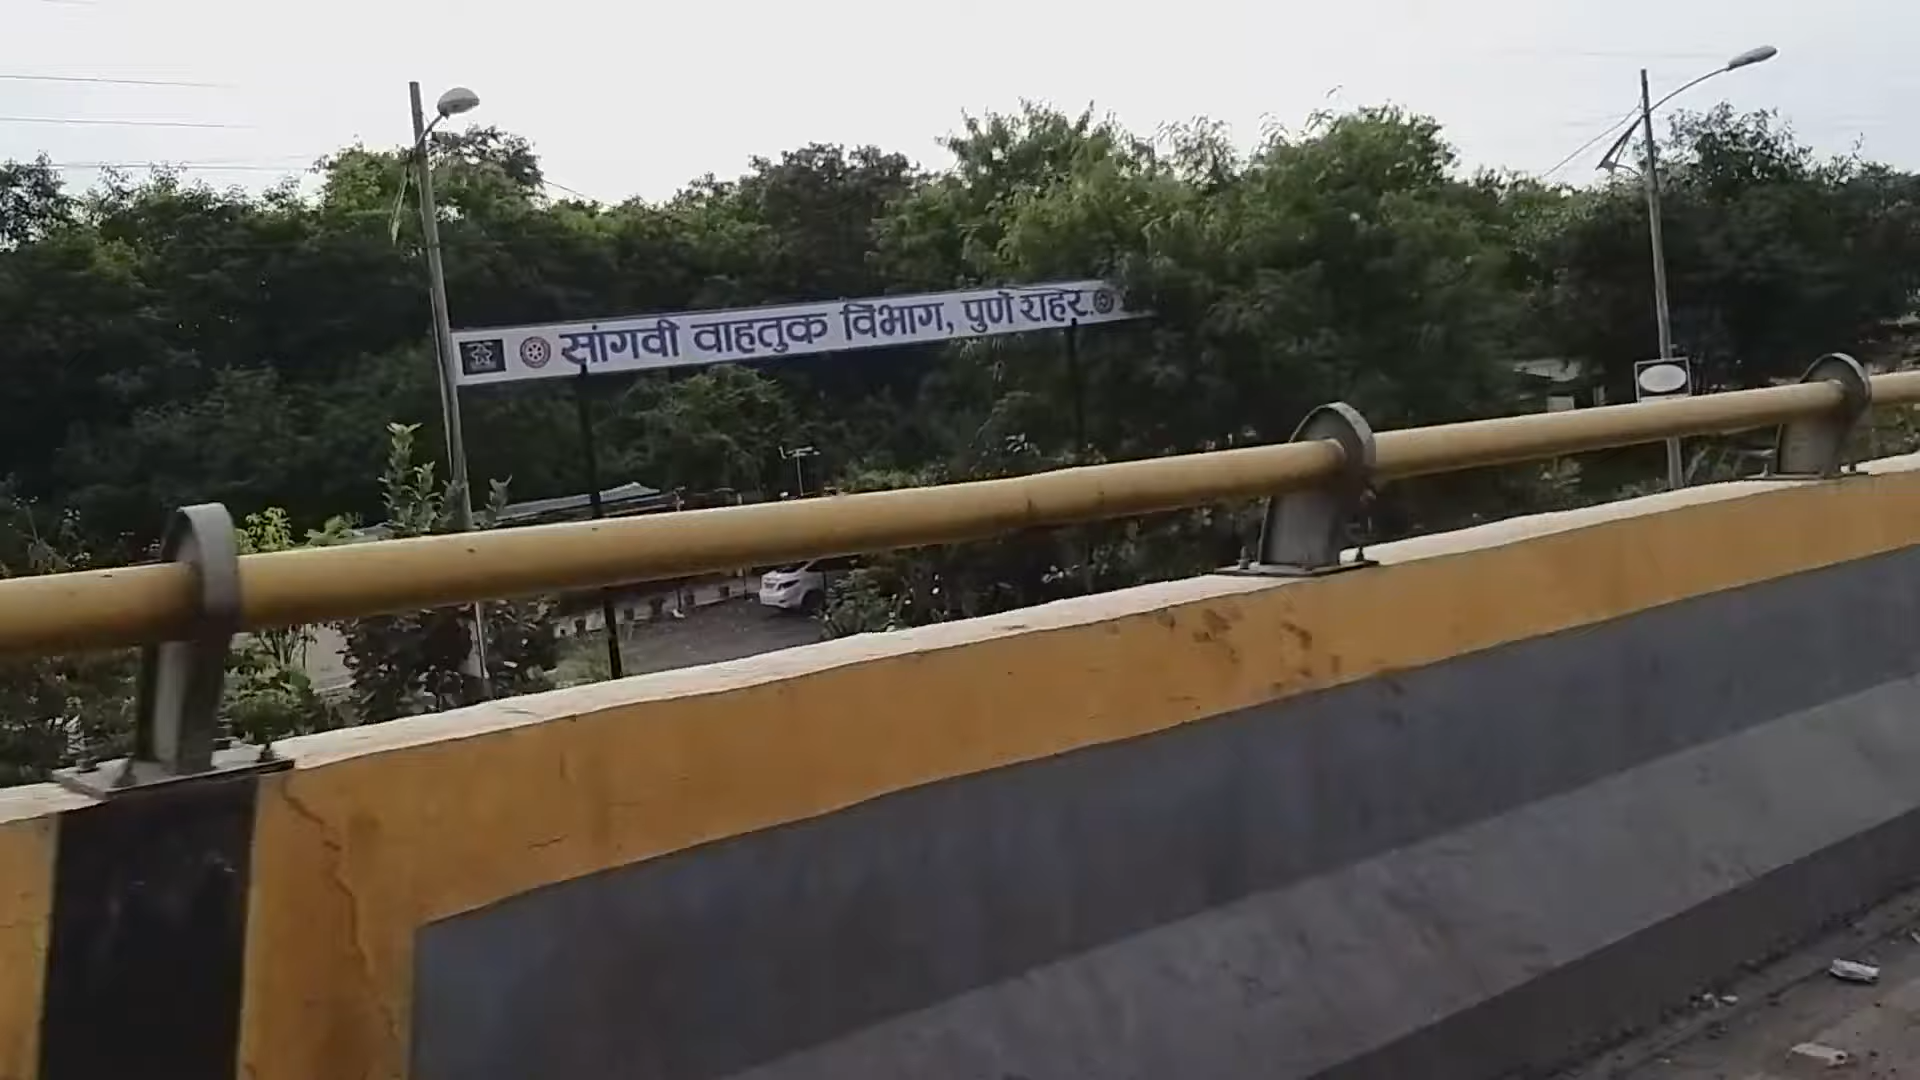 सांगवी वाहतुक विभाग, पुणे शहर.